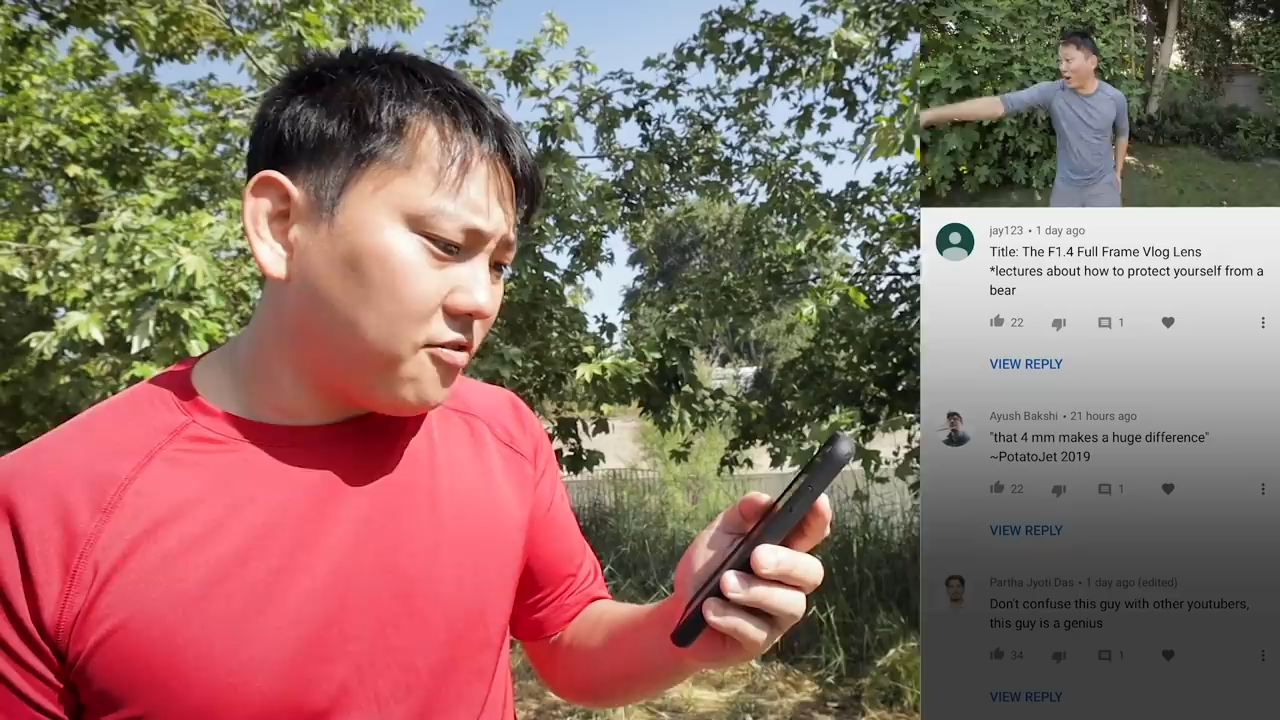 jay123 • 1 day ago
Title: The F1.4 Full Frame Vlog Lens
*lectures about how to protect yourself from a
bear
22
1
VIEW REPLY
Ayush Bakshi • 21 hours ago
"that 4 mm makes a huge difference"
~PotatoJet 2019
22
1
VIEW REPLY
Partha Jyoti Das • 1 day ago (edited)
Don't confuse this guy with other youtubers,
this guy is a genius
34
1
VIEW REPLY